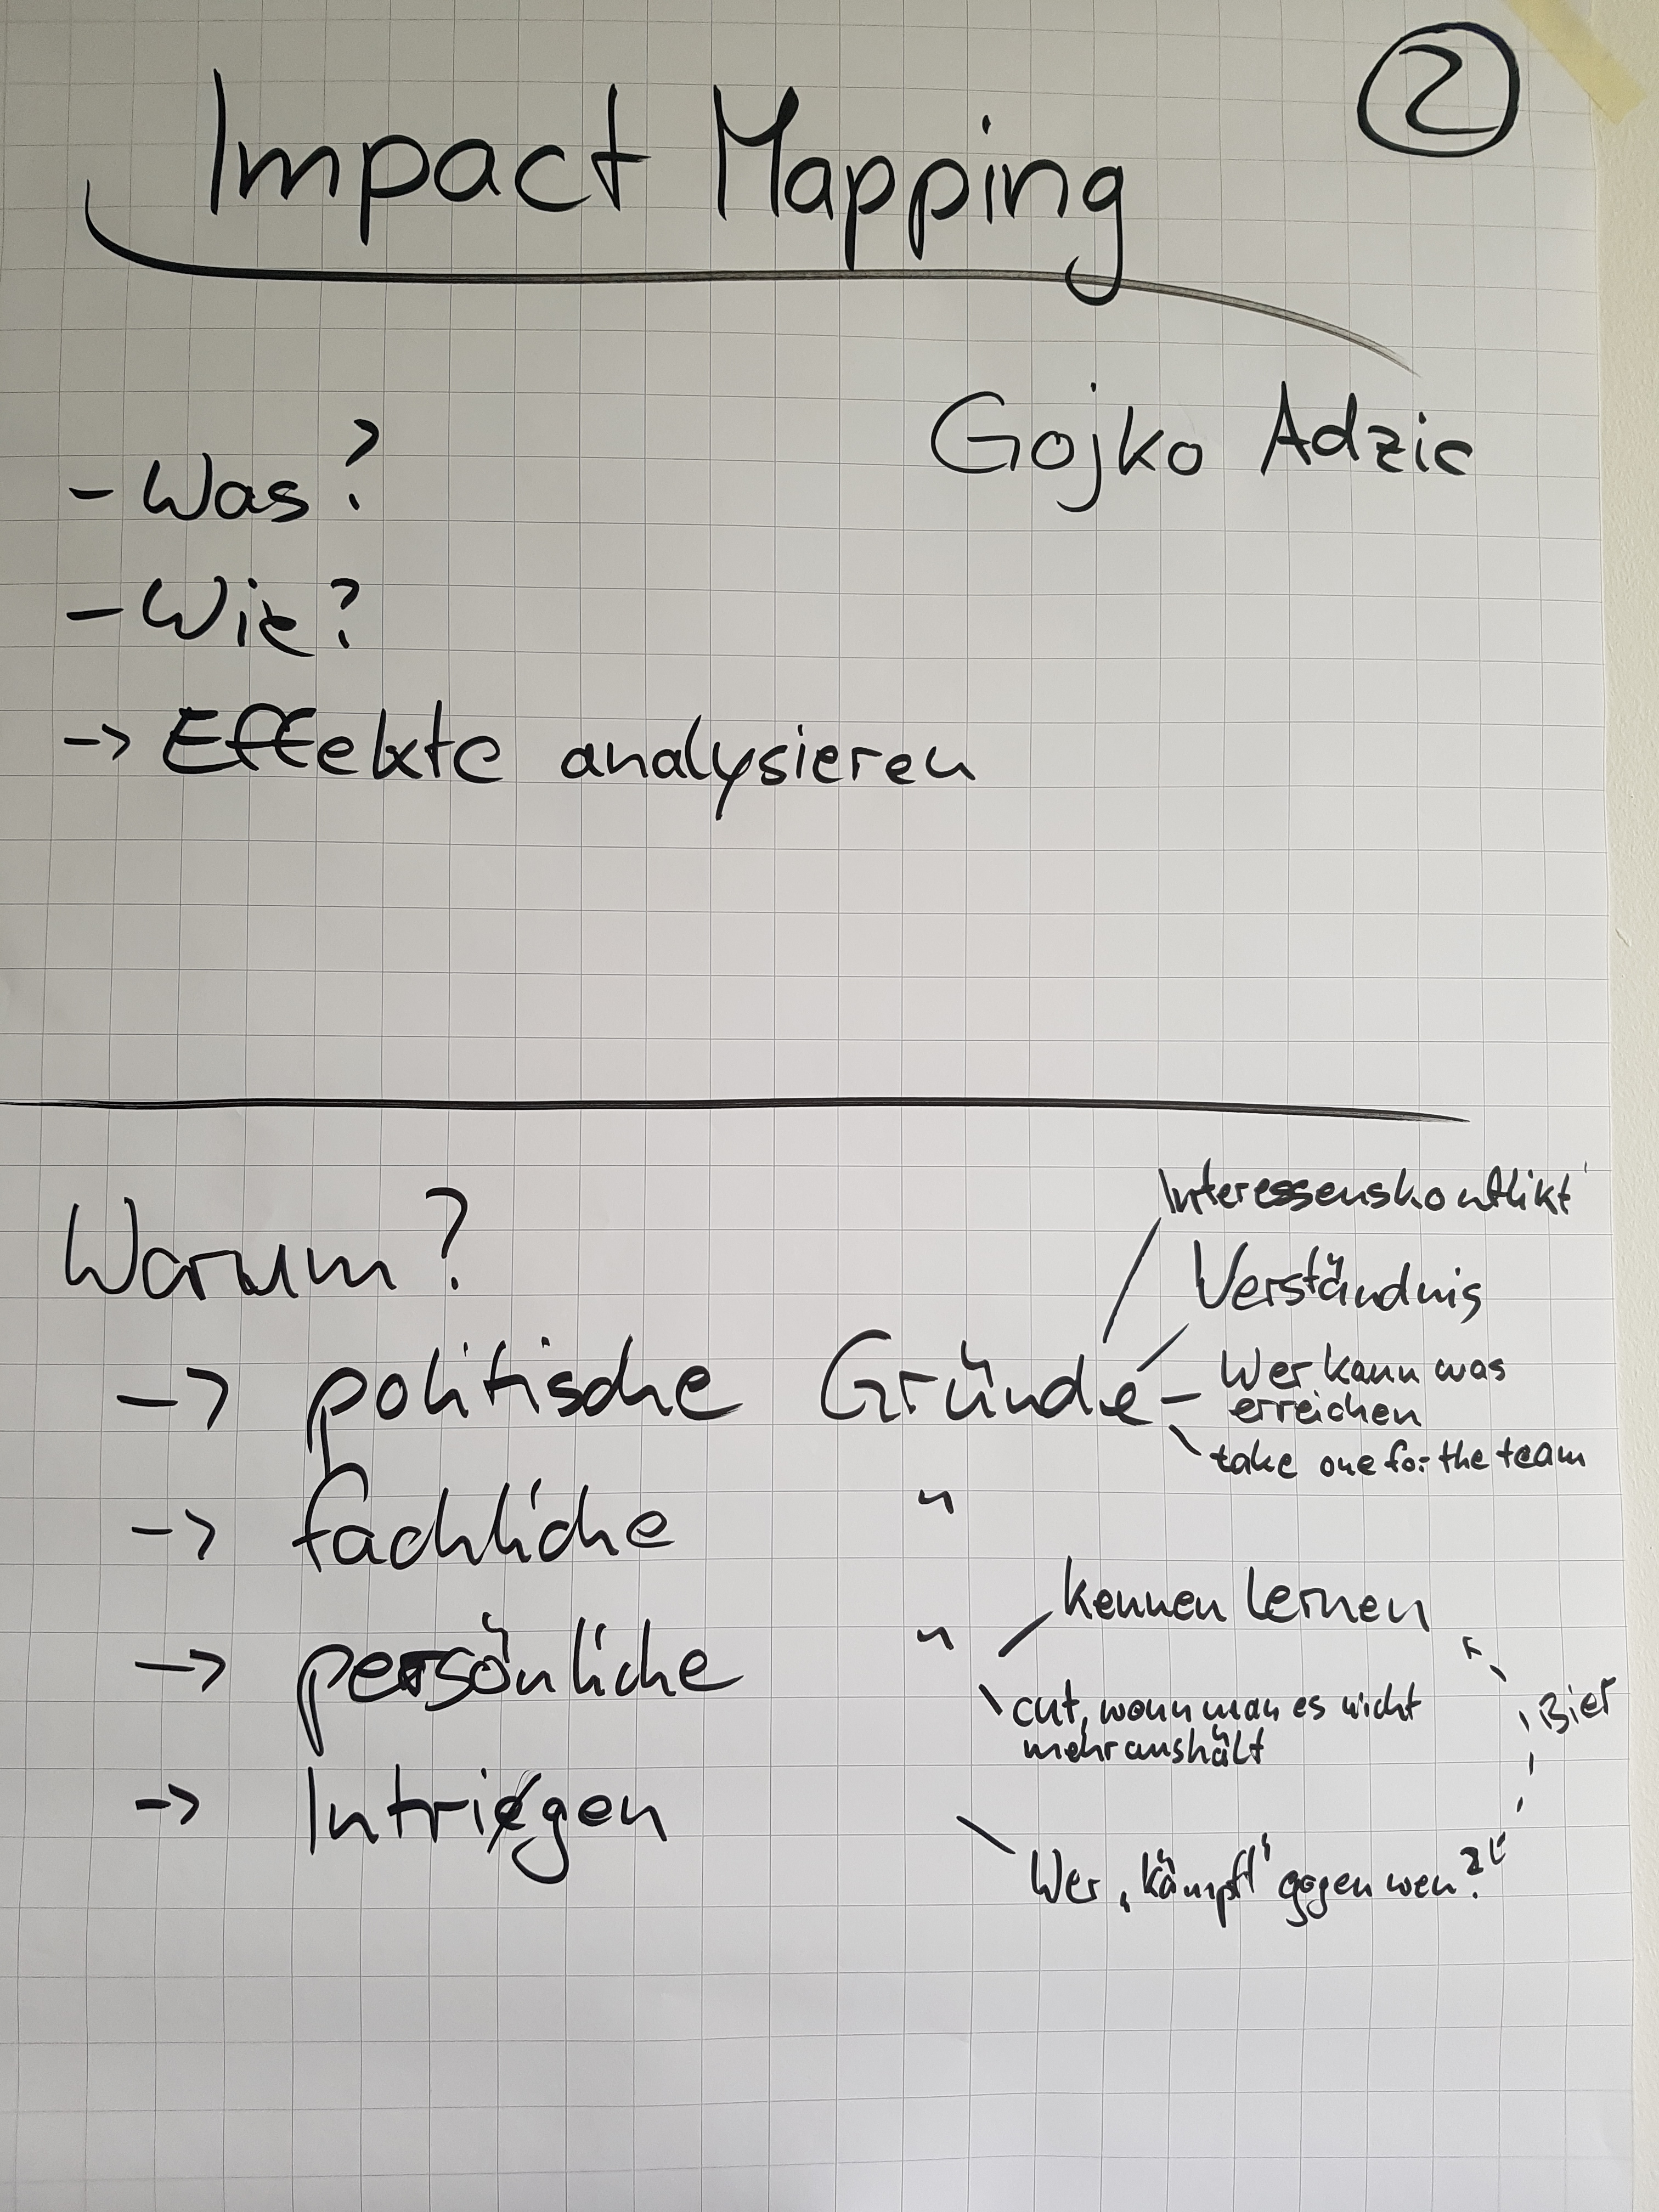 2
Impact Mapping
Gojko Adzic
- Was?
- Wie?
-> Effekte analysieren
Warum?
Interessenskonflikt
Verständnis
-> politische Gründe
- Wer kann was
erreichen
take one for the team
-> fachliche "
-> persönliche "
kennen lernen
cut, wenn man es nicht
mehr aushält
Bier
-> Intrigen
Wer „kämpft" gegen wen?